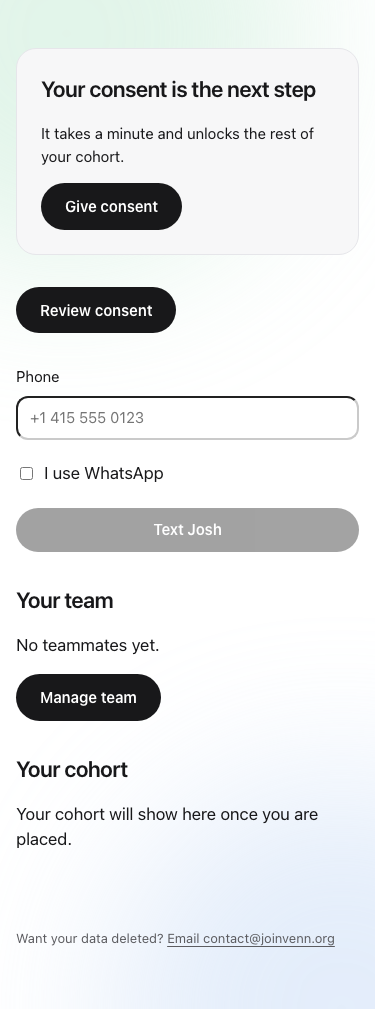 Your consent is the next step
It takes a minute and unlocks the rest of
your cohort.
Give consent
Review consent
Phone
+1 415 555 0123
I use WhatsApp
Text Josh
Your team
No teammates yet.
Manage team
Your cohort
Your cohort will show here once you are
placed.
Want your data deleted? Email contact@joinvenn.org